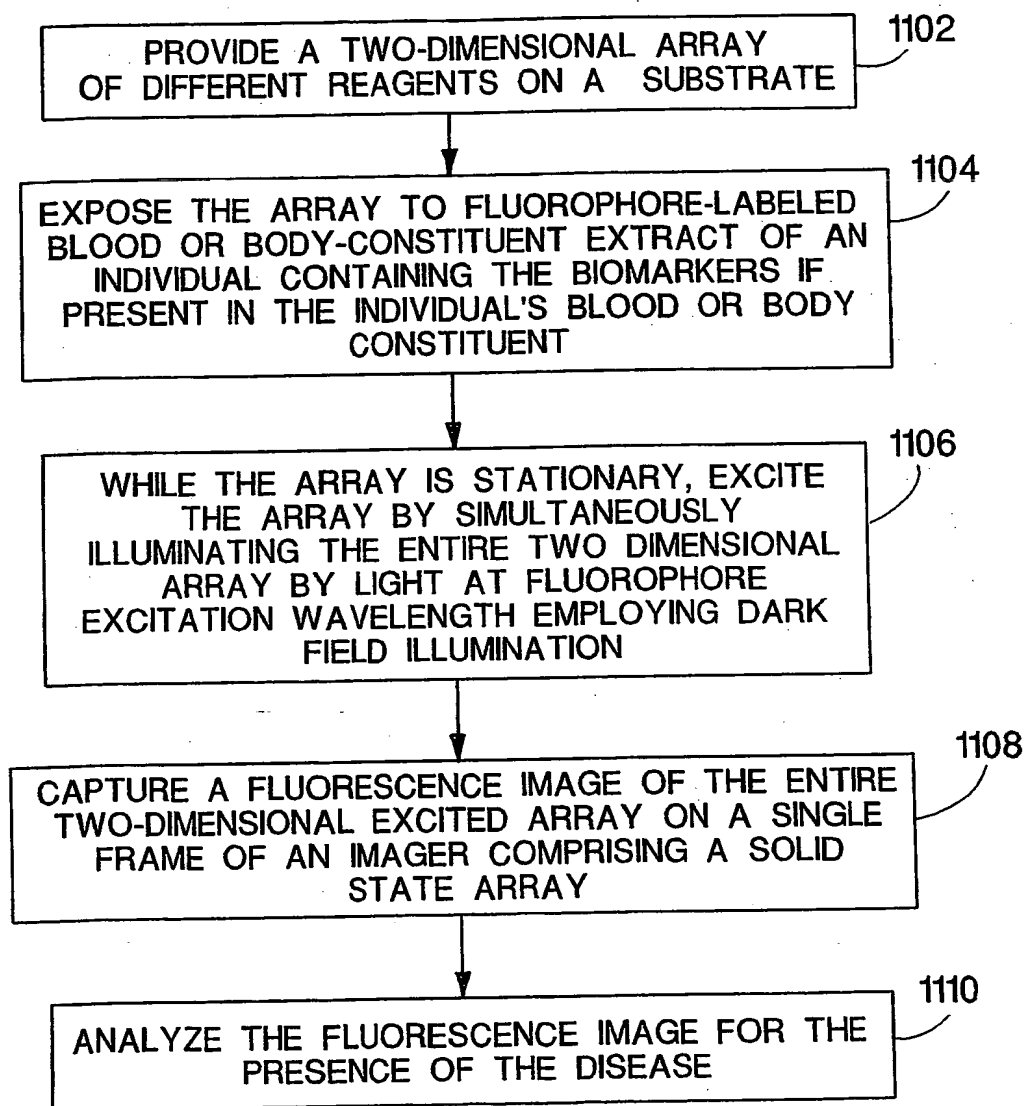 PROVIDE A TWO-DIMENSIONAL ARRAY
OF DIFFERENT REAGENTS ON A SUBSTRATE
1102
EXPOSE THE ARRAY TO FLUOROPHORE-LABELED
BLOOD OR BODY-CONSTITUENT EXTRACT OF AN
INDIVIDUAL CONTAINING THE BIOMARKERS IF
PRESENT IN THE INDIVIDUAL'S BLOOD OR BODY
CONSTITUENT
1104
WHILE THE ARRAY IS STATIONARY, EXCITE
THE ARRAY BY SIMULTANEOUSLY
ILLUMINATING THE ENTIRE TWO DIMENSIONAL
ARRAY BY LIGHT AT FLUOROPHORE
EXCITATION WAVELENGTH EMPLOYING DARK
FIELD ILLUMINATION
1106
CAPTURE A FLUORESCENCE IMAGE OF THE ENTIRE
TWO-DIMENSIONAL EXCITED ARRAY ON A SINGLE
FRAME OF AN IMAGER COMPRISING A SOLID
STATE ARRAY
1108
ANALYZE THE FLUORESCENCE IMAGE FOR THE
PRESENCE OF THE DISEASE
1110